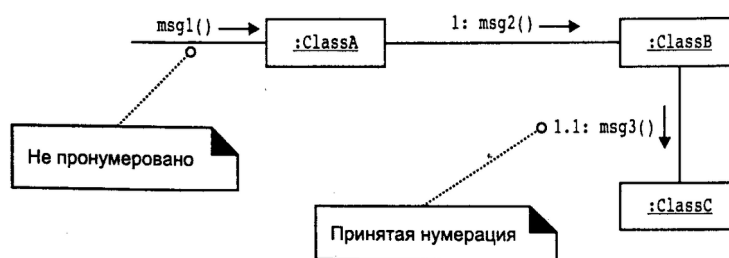 msg1()
:ClassA
1: msg2()
:ClassB
1.1: msg3()
Не пронумеровано
:ClassC
Принятая нумерация